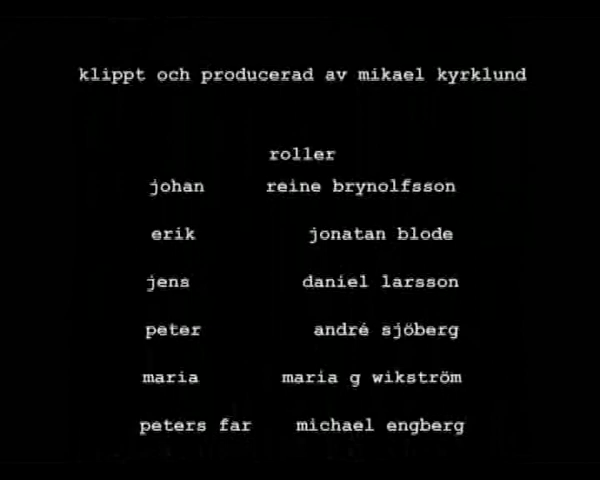 klippt och producerad av mikael kyrklund
roller
johan reine brynolfsson
erik jonatan blode
jens daniel larsson
peter andré sjöberg
maria maria g wikström
peters far michael engberg